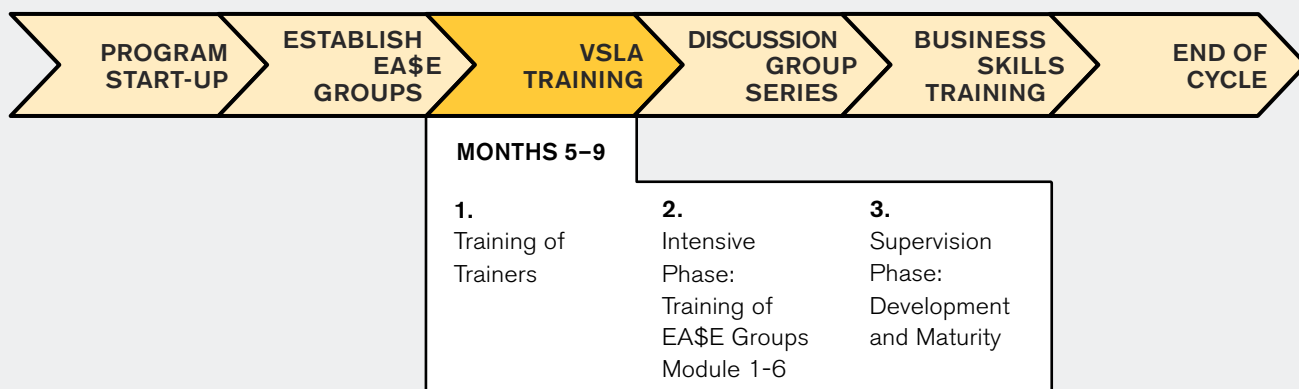 PROGRAM
START-UP
ESTABLISH
EA$E
GROUPS
VSLA
TRAINING
DISCUSSION
GROUP
SERIES
BUSINESS
SKILLS
TRAINING
END OF
CYCLE
MONTHS 5–9
1.
Training of
Trainers
2.
Intensive
Phase:
Training of
EA$E Groups
Module 1-6
3.
Supervision
Phase:
Development
and Maturity